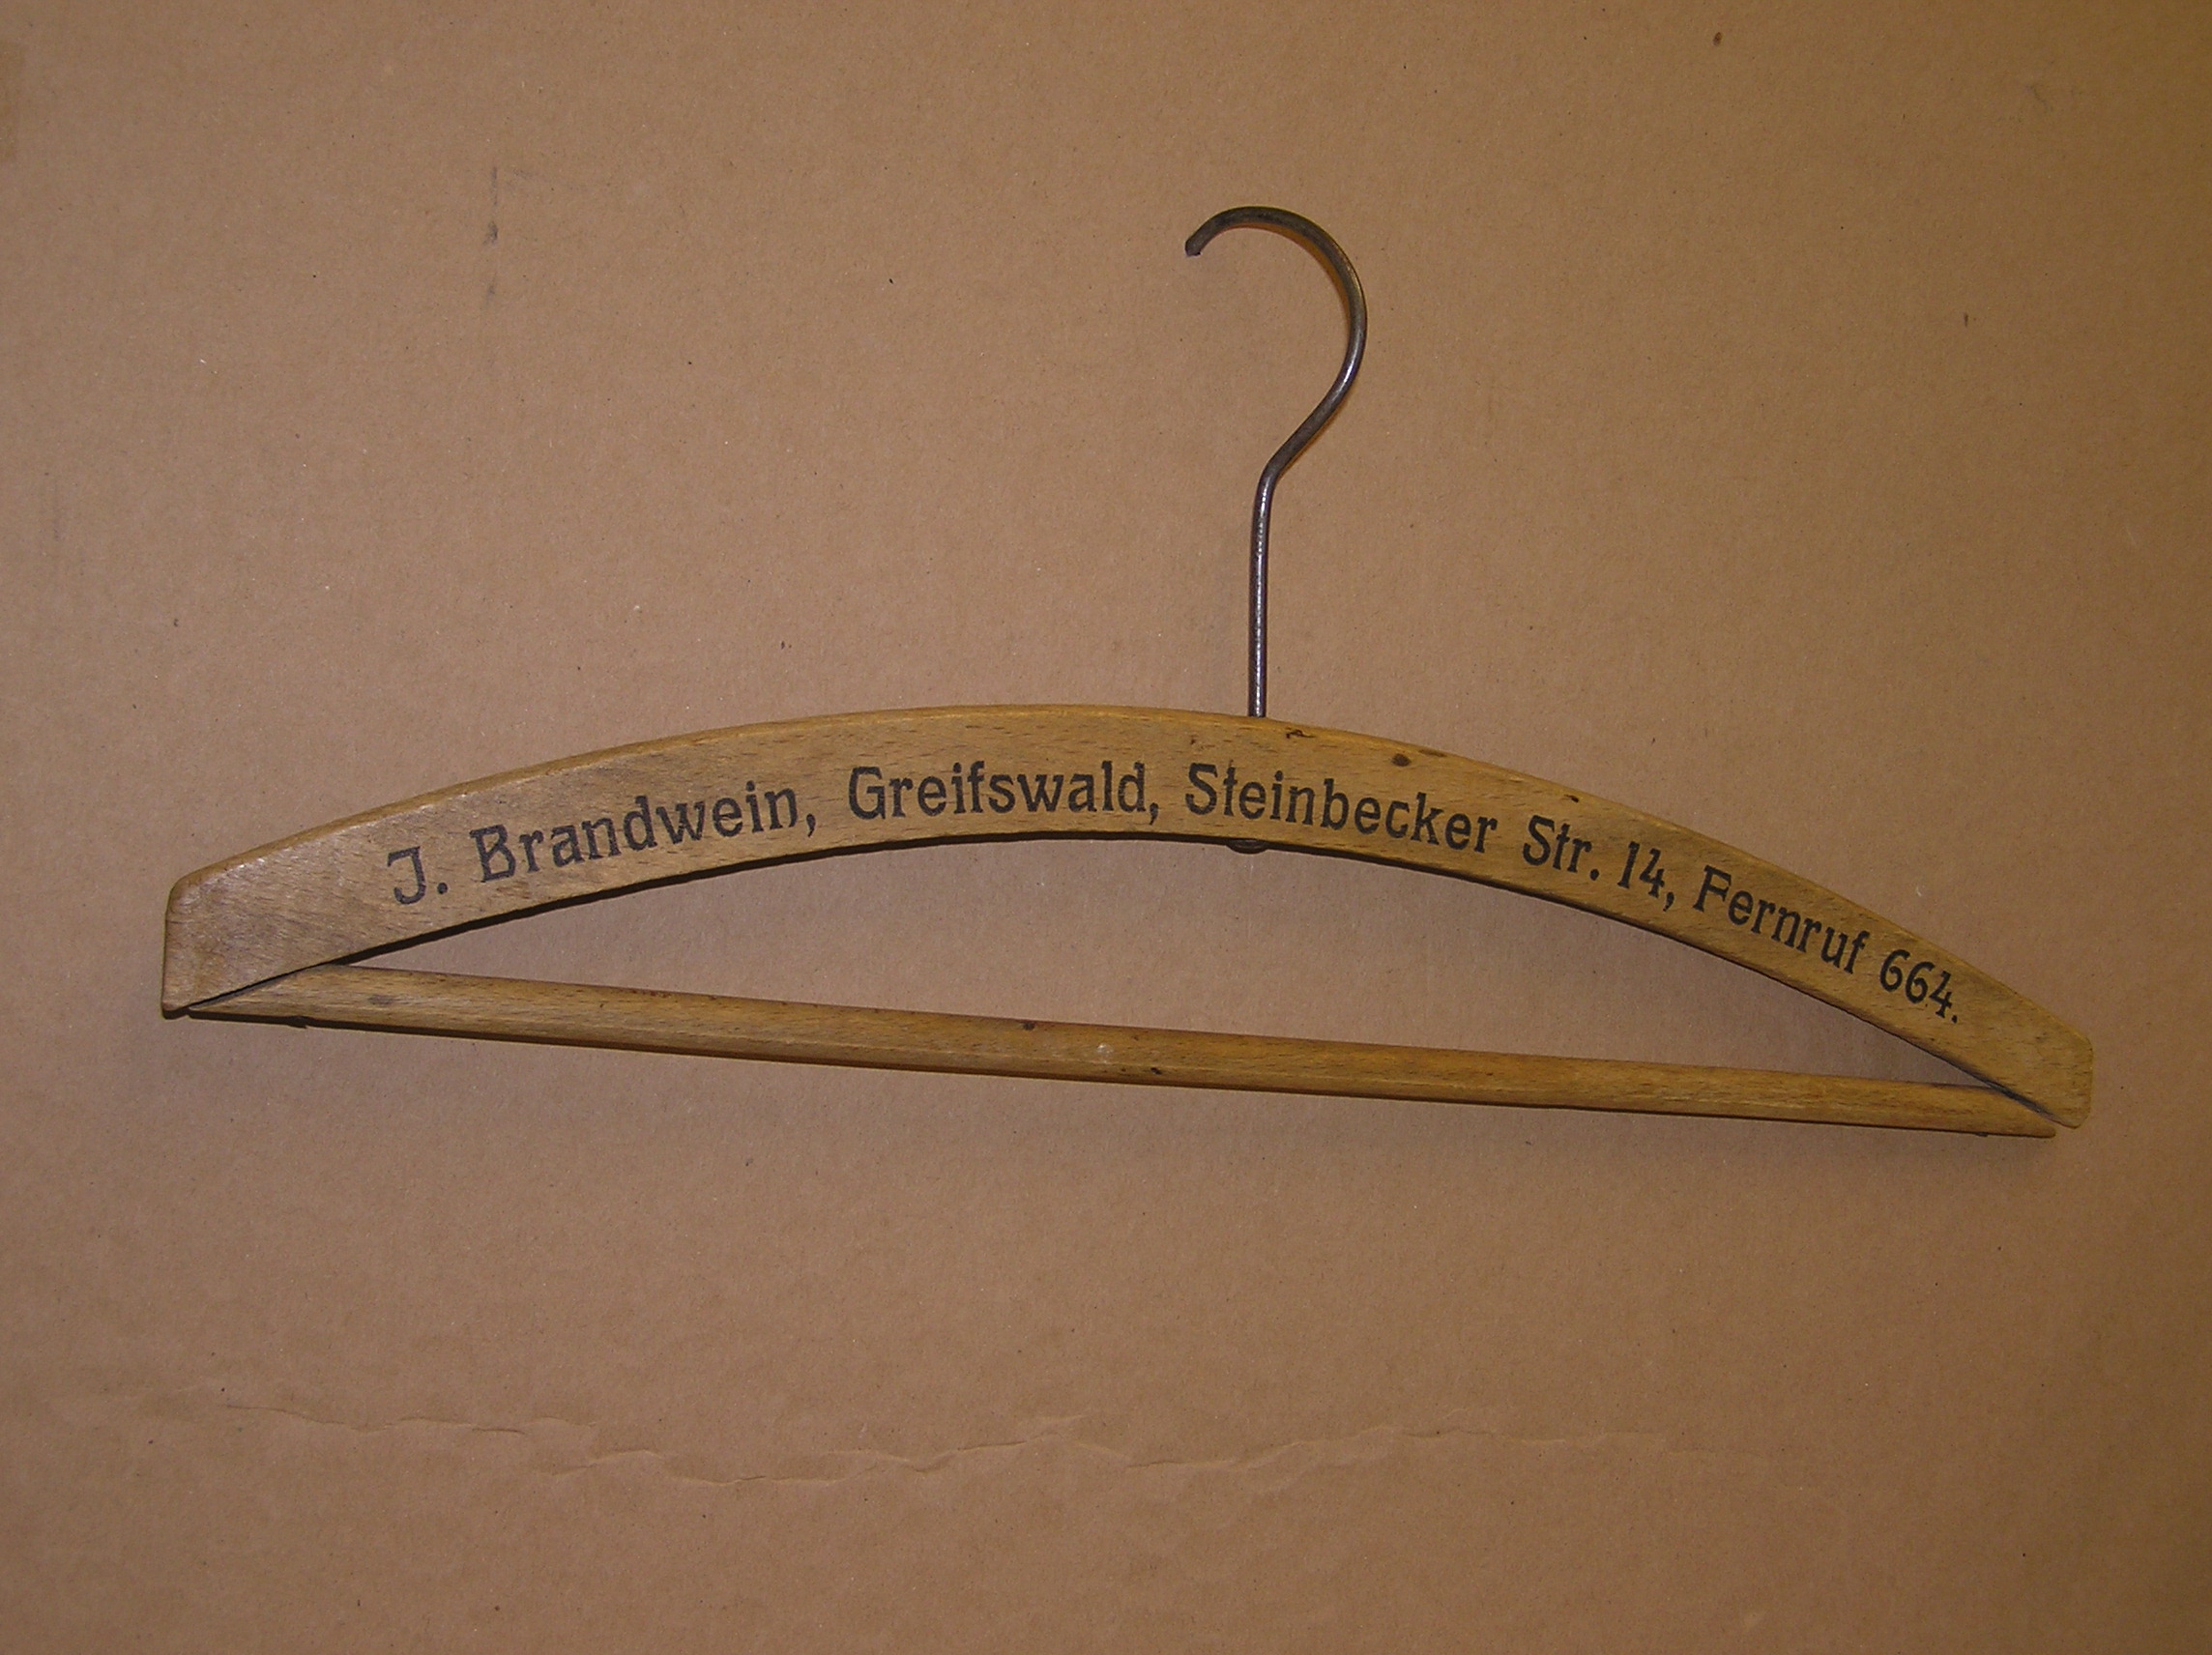 J. Brandwein, Greifswald, Steinbecker Str. 14, Fernruf 664.